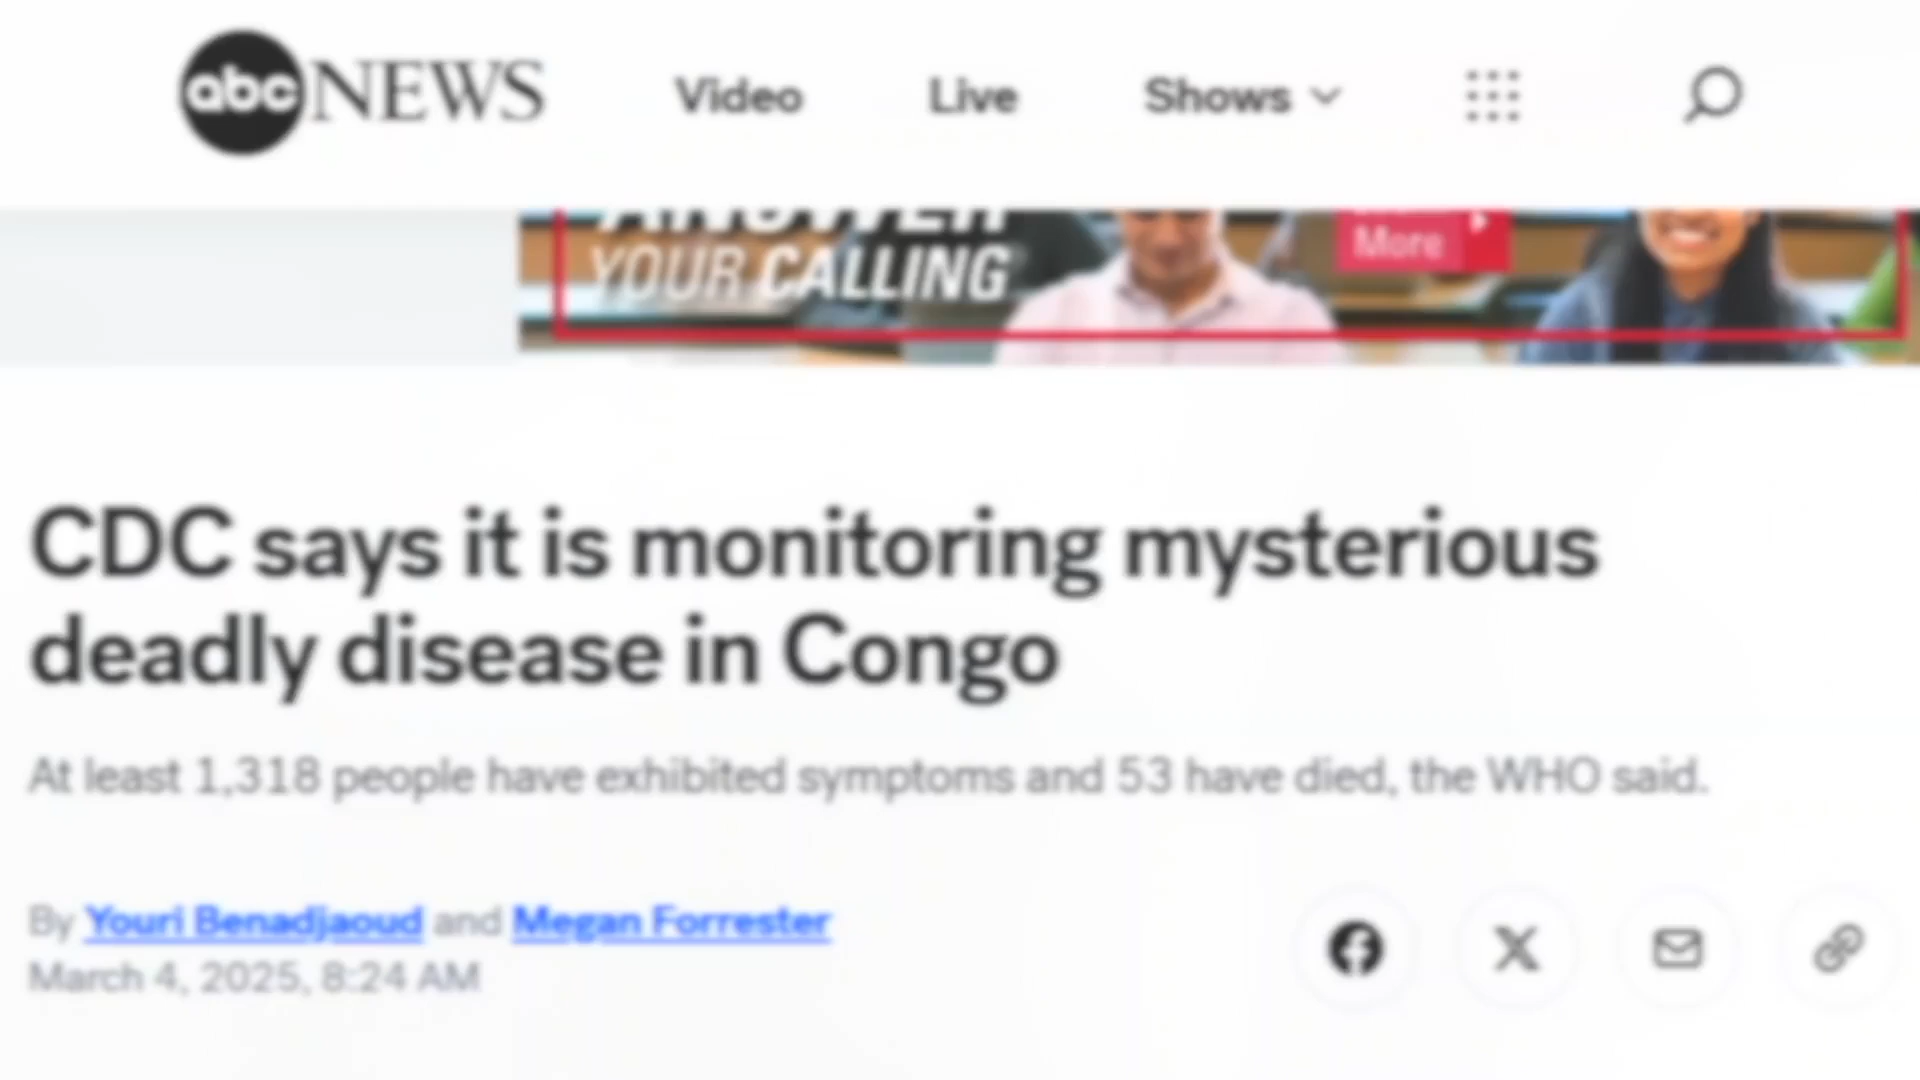 abc NEWS Video Live Shows
ANSWER
YOUR CALLING
More
CDC says it is monitoring mysterious
deadly disease in Congo
At least 1,318 people have exhibited symptoms and 53 have died, the WHO said.
By Youri Benadjaoud and Megan Forrester
March 4, 2025, 8:24 AM